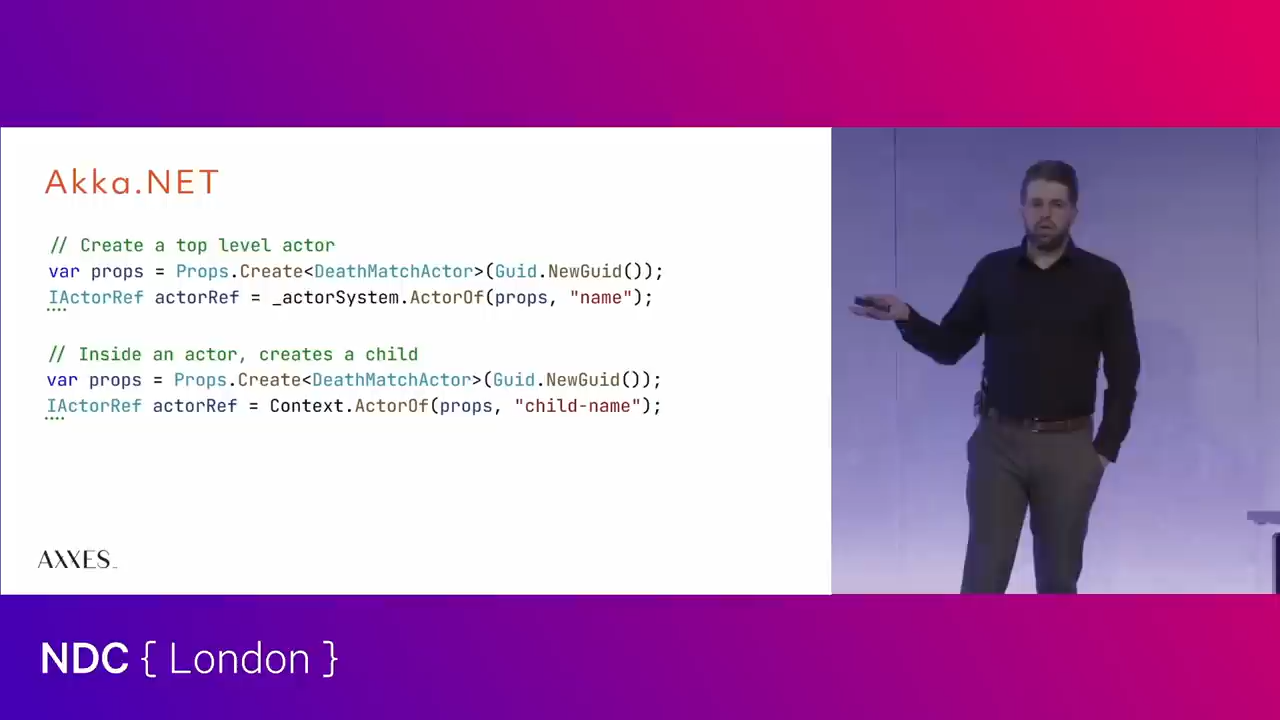 Akka.NET
// Create a top level actor
var props = Props.Create<DeathMatchActor>(Guid.NewGuid());
IActorRef actorRef = _actorSystem.ActorOf(props, "name");
// Inside an actor, creates a child
var props = Props.Create<DeathMatchActor>(Guid.NewGuid());
IActorRef actorRef = Context.ActorOf(props, "child-name");
AXXES_
NDC { London }